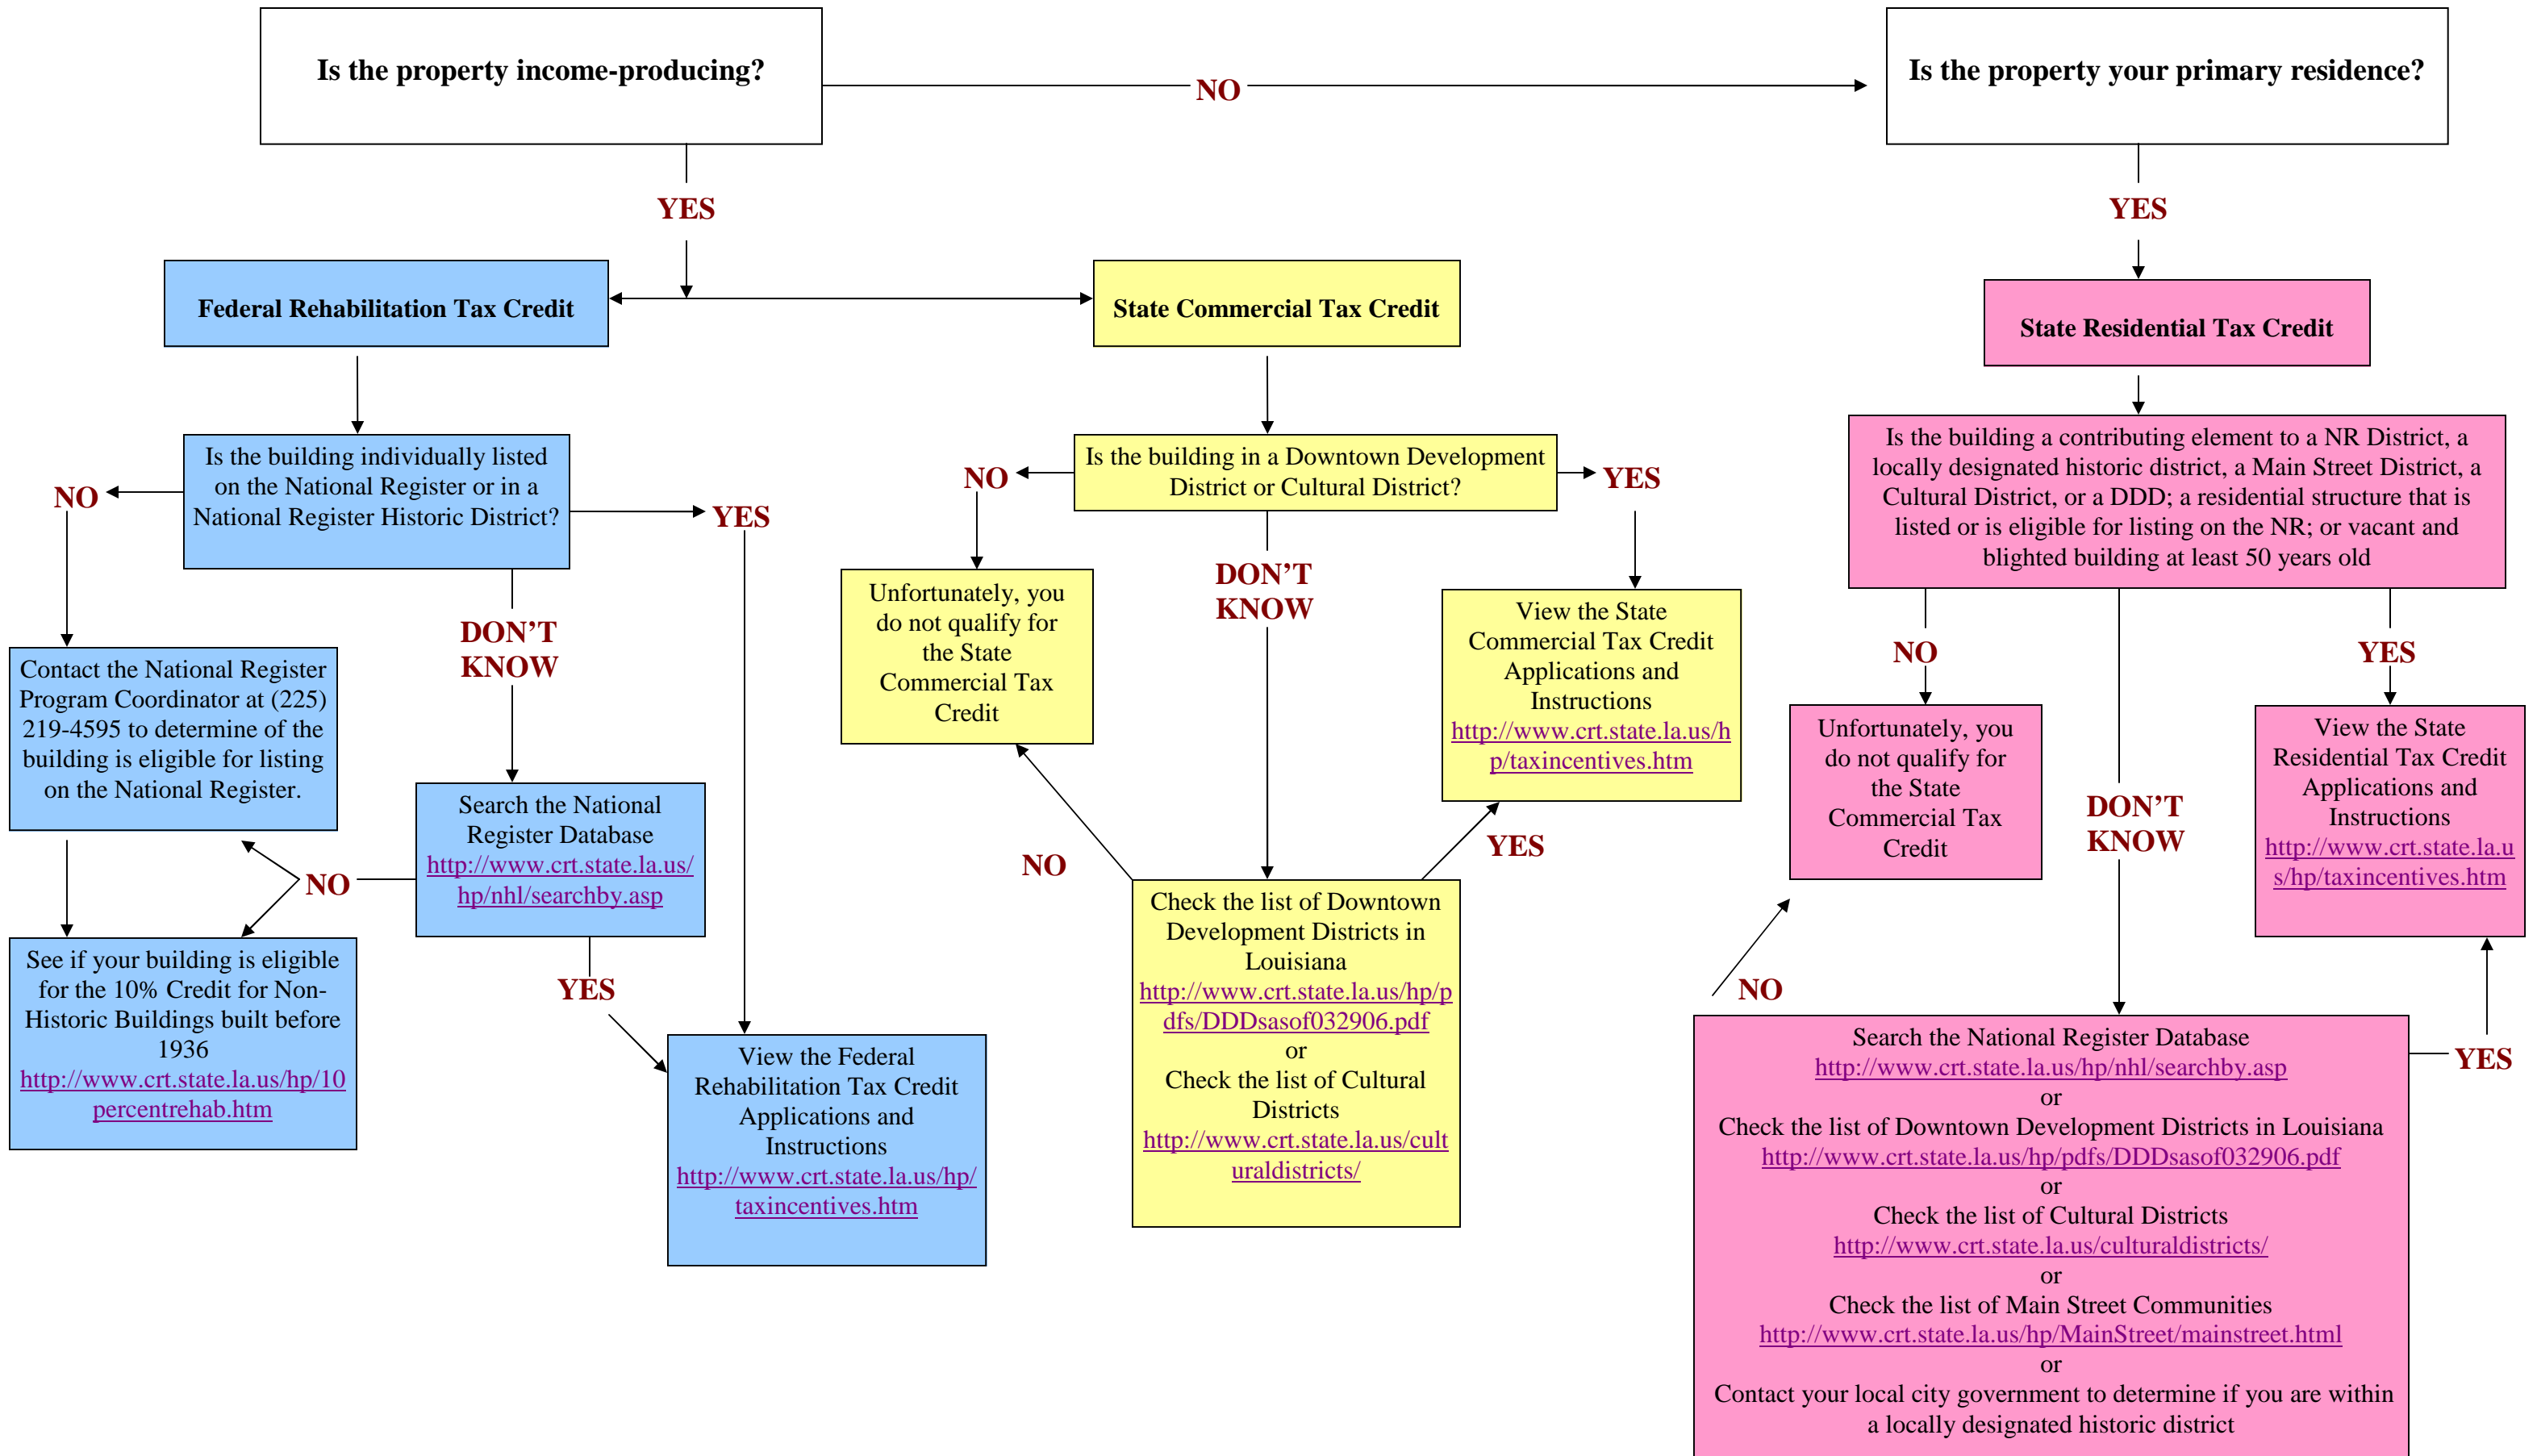 Is the property income-producing?
NO
Is the property your primary residence?
YES
YES
Federal Rehabilitation Tax Credit
State Commercial Tax Credit
State Residential Tax Credit
Is the building individually listed
on the National Register or in a
National Register Historic District?
NO
YES
DON'T
KNOW
Contact the National Register
Program Coordinator at (225)
219-4595 to determine of the
building is eligible for listing
on the National Register.
Search the National
Register Database
http://www.crt.state.la.us/
hp/nhl/searchby.asp
NO
YES
See if your building is eligible
for the 10% Credit for Non-
Historic Buildings built before
1936
http://www.crt.state.la.us/hp/10
percentrehab.htm
View the Federal
Rehabilitation Tax Credit
Applications and
Instructions
http://www.crt.state.la.us/hp/
taxincentives.htm
Is the building in a Downtown Development
District or Cultural District?
NO
YES
DON'T
KNOW
Unfortunately, you
do not qualify for
the State
Commercial Tax
Credit
View the State
Commercial Tax Credit
Applications and
Instructions
http://www.crt.state.la.us/h
p/taxincentives.htm
NO
YES
Check the list of Downtown
Development Districts in
Louisiana
http://www.crt.state.la.us/hp/p
dfs/DDDsasof032906.pdf
or
Check the list of Cultural
Districts
http://www.crt.state.la.us/cult
uraldistricts/
Is the building a contributing element to a NR District, a
locally designated historic district, a Main Street District, a
Cultural District, or a DDD; a residential structure that is
listed or is eligible for listing on the NR; or vacant and
blighted building at least 50 years old
NO
YES
DON'T
KNOW
Unfortunately, you
do not qualify for
the State
Commercial Tax
Credit
View the State
Residential Tax Credit
Applications and
Instructions
http://www.crt.state.la.u
s/hp/taxincentives.htm
NO
YES
Search the National Register Database
http://www.crt.state.la.us/hp/nhl/searchby.asp
or
Check the list of Downtown Development Districts in Louisiana
http://www.crt.state.la.us/hp/pdfs/DDDsasof032906.pdf
or
Check the list of Cultural Districts
http://www.crt.state.la.us/culturaldistricts/
or
Check the list of Main Street Communities
http://www.crt.state.la.us/hp/MainStreet/mainstreet.html
or
Contact your local city government to determine if you are within
a locally designated historic district